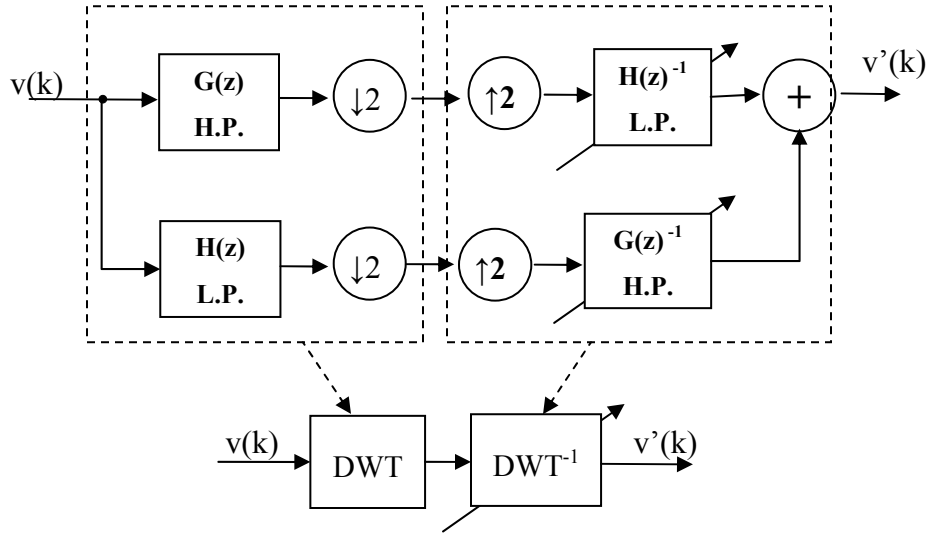 v(k)
G(z)
H.P.
↓2
↑2
H(z)⁻¹
L.P.
+
v’(k)
H(z)
L.P.
↓2
↑2
G(z)⁻¹
H.P.
v(k)
DWT
DWT⁻¹
v’(k)